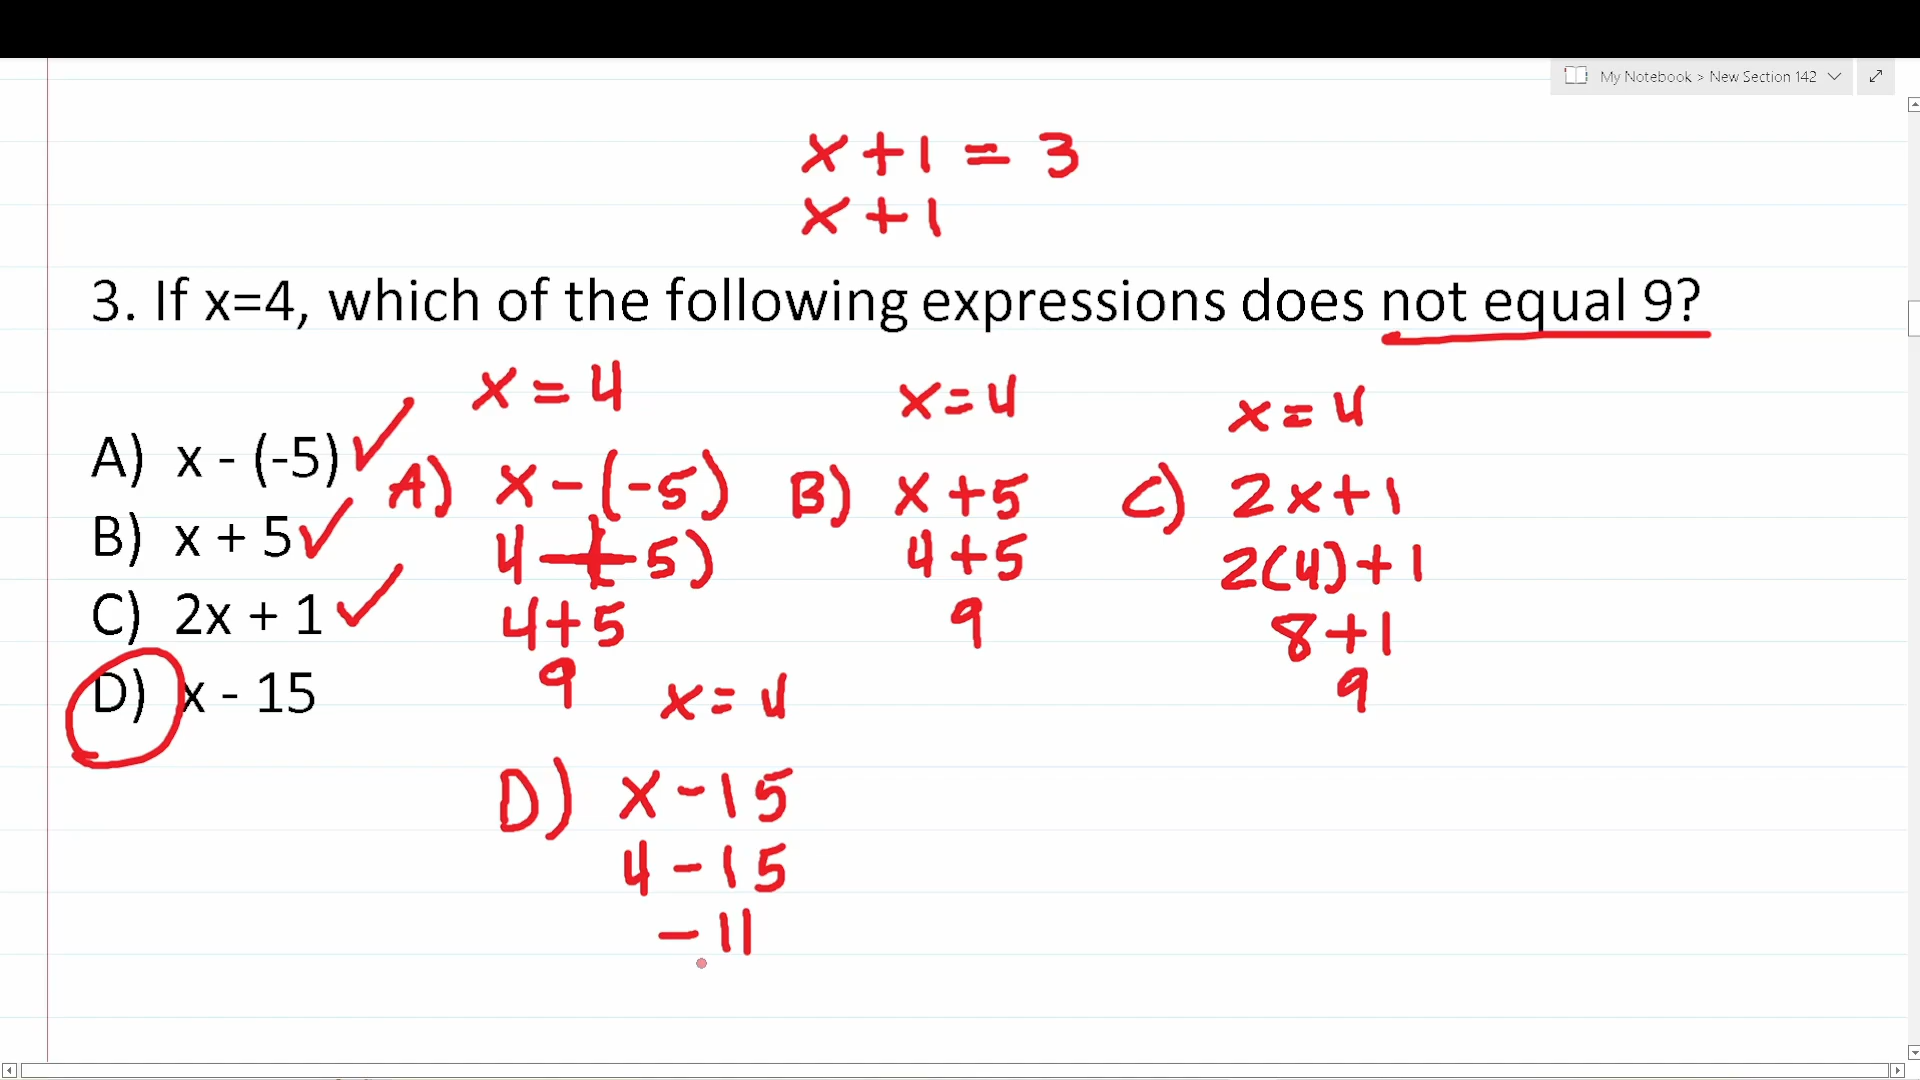 My Notebook > New Section 142
x + 1 = 3
x + 1
3. If x=4, which of the following expressions does not equal 9?
A) x - (-5)
B) x + 5
C) 2x + 1
D) x - 15
x = 4
A) x - (-5)
4 - (-5)
4 + 5
9
x = 4
B) x + 5
4 + 5
9
x = 4
C) 2x + 1
2(4) + 1
8 + 1
9
x = 4
D) x - 15
4 - 15
- 11